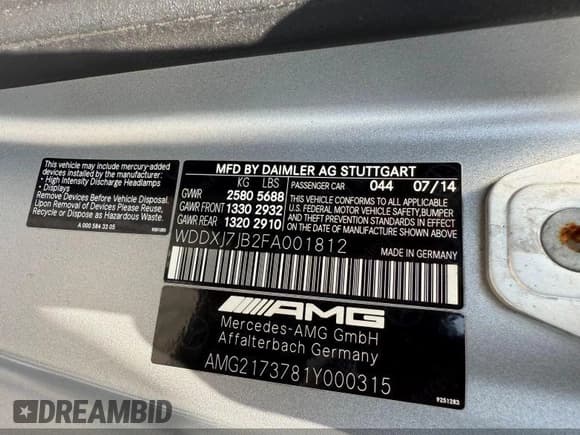 This vehicle may include mercury-added
devices installed by the manufacturer:
• High Intensity Discharge Headlamps
• Displays
Remove Devices Before Vehicle Disposal.
Upon Removal of Devices Please Reuse,
Recycle or Dispose as Hazardous Waste.
A 000 584 33 05
MFD BY DAIMLER AG STUTTGART
KG LBS
GVWR 2580 5688
GAWR FRONT 1330 2932
GAWR REAR 1320 2910
PASSENGER CAR 044 07/14
THIS CAR CONFORMS TO ALL APPLICABLE
U.S. FEDERAL MOTOR VEHICLE SAFETY, BUMPER
AND THEFT PREVENTION STANDARDS IN EFFECT
ON THE DATE OF MANUFACTURE SHOWN ABOVE.
WDDXJ7JB2FA001812
MADE IN GERMANY
AMG
Mercedes-AMG GmbH
Affalterbach Germany
AMG2173781Y000315
9251282
DREAMBID